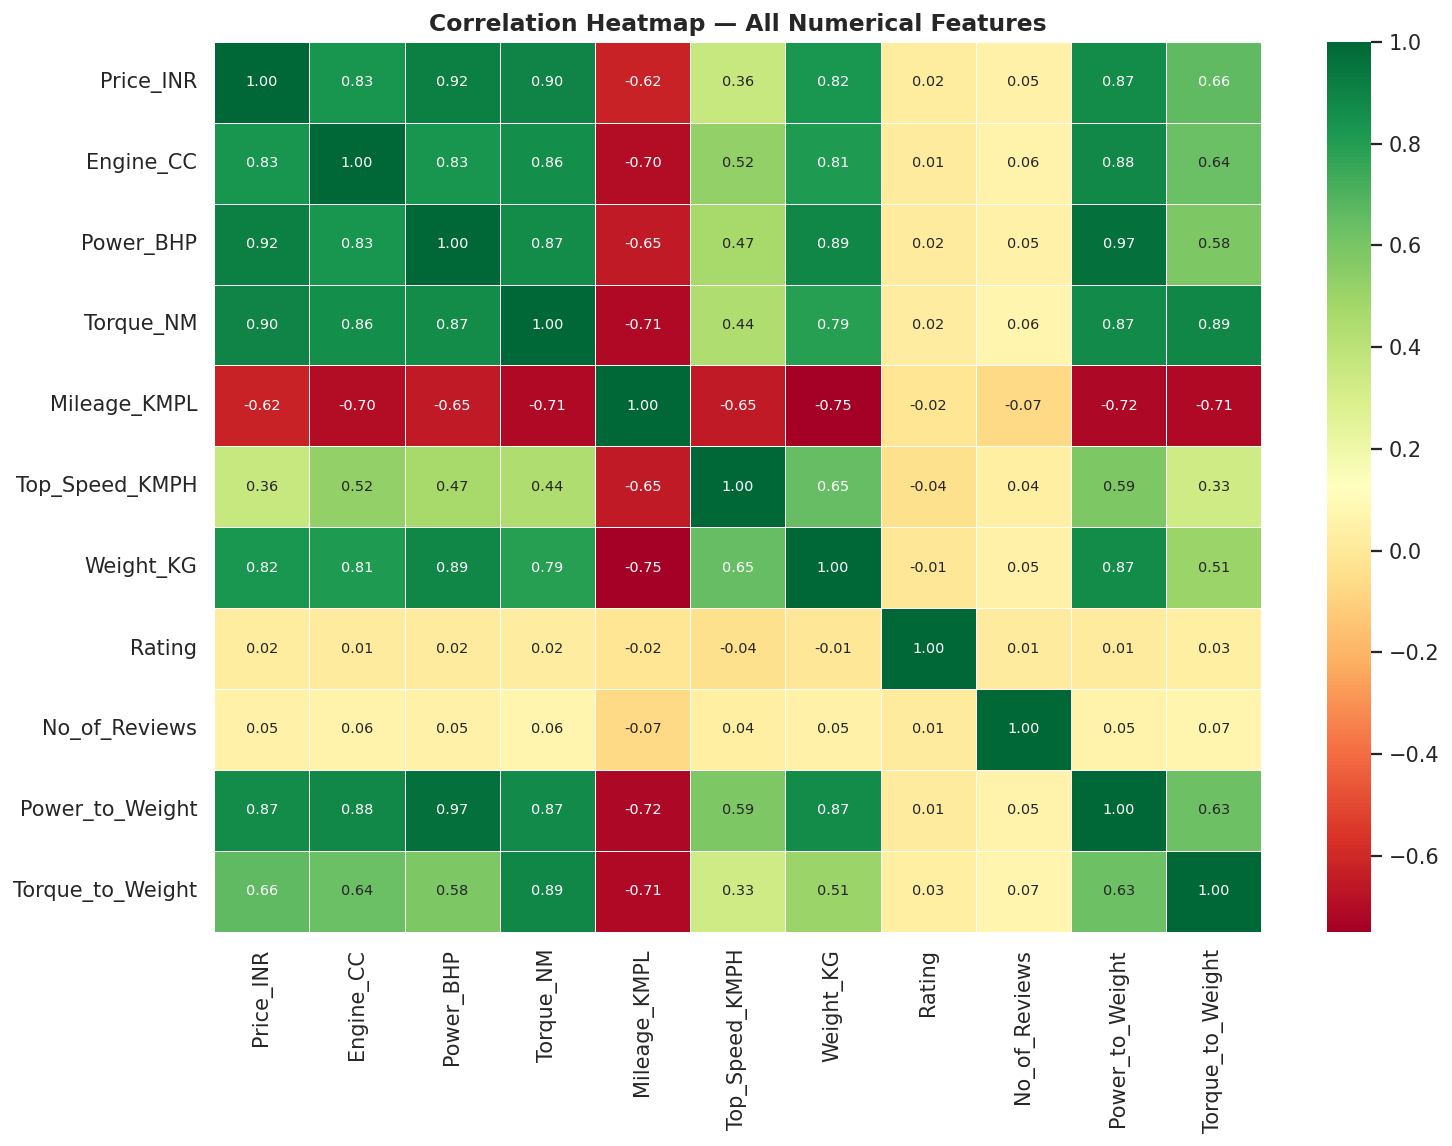 Correlation Heatmap — All Numerical Features
Price_INR 1.00 0.83 0.92 0.90 -0.62 0.36 0.82 0.02 0.05 0.87 0.66
Engine_CC 0.83 1.00 0.83 0.86 -0.70 0.52 0.81 0.01 0.06 0.88 0.64
Power_BHP 0.92 0.83 1.00 0.87 -0.65 0.47 0.89 0.02 0.05 0.97 0.58
Torque_NM 0.90 0.86 0.87 1.00 -0.71 0.44 0.79 0.02 0.06 0.87 0.89
Mileage_KMPL -0.62 -0.70 -0.65 -0.71 1.00 -0.65 -0.75 -0.02 -0.07 -0.72 -0.71
Top_Speed_KMPH 0.36 0.52 0.47 0.44 -0.65 1.00 0.65 -0.04 0.04 0.59 0.33
Weight_KG 0.82 0.81 0.89 0.79 -0.75 0.65 1.00 -0.01 0.05 0.87 0.51
Rating 0.02 0.01 0.02 0.02 -0.02 -0.04 -0.01 1.00 0.01 0.01 0.03
No_of_Reviews 0.05 0.06 0.05 0.06 -0.07 0.04 0.05 0.01 1.00 0.05 0.07
Power_to_Weight 0.87 0.88 0.97 0.87 -0.72 0.59 0.87 0.01 0.05 1.00 0.63
Torque_to_Weight 0.66 0.64 0.58 0.89 -0.71 0.33 0.51 0.03 0.07 0.63 1.00
Price_INR
Engine_CC
Power_BHP
Torque_NM
Mileage_KMPL
Top_Speed_KMPH
Weight_KG
Rating
No_of_Reviews
Power_to_Weight
Torque_to_Weight
1.0
0.8
0.6
0.4
0.2
0.0
−0.2
−0.4
−0.6